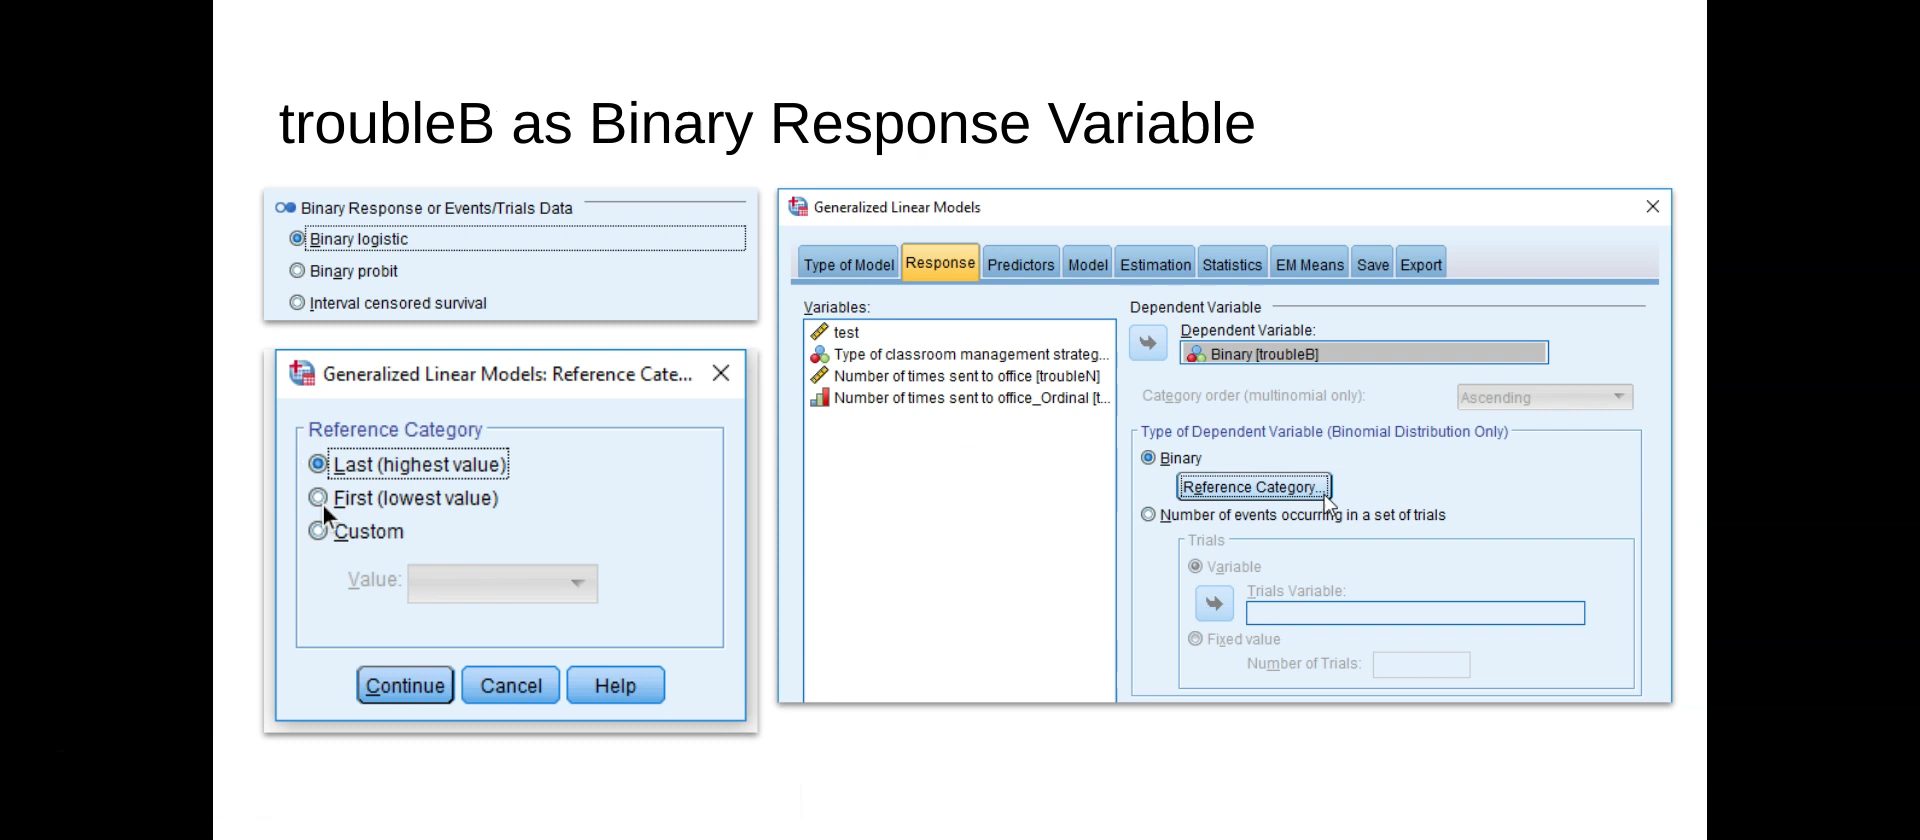 troubleB as Binary Response Variable
Binary Response or Events/Trials Data
Binary logistic
Binary probit
Interval censored survival
Generalized Linear Models: Reference Cate...
Reference Category
Last (highest value)
First (lowest value)
Custom
Value:
Continue Cancel Help
Generalized Linear Models
Type of Model Response Predictors Model Estimation Statistics EM Means Save Export
Variables:
test
Type of classroom management strateg...
Number of times sent to office [troubleN]
Number of times sent to office_Ordinal [t...
Dependent Variable
Dependent Variable:
Binary [troubleB]
Category order (multinomial only): Ascending
Type of Dependent Variable (Binomial Distribution Only)
Binary
Reference Category...
Number of events occurring in a set of trials
Trials
Variable
Trials Variable:
Fixed value
Number of Trials: